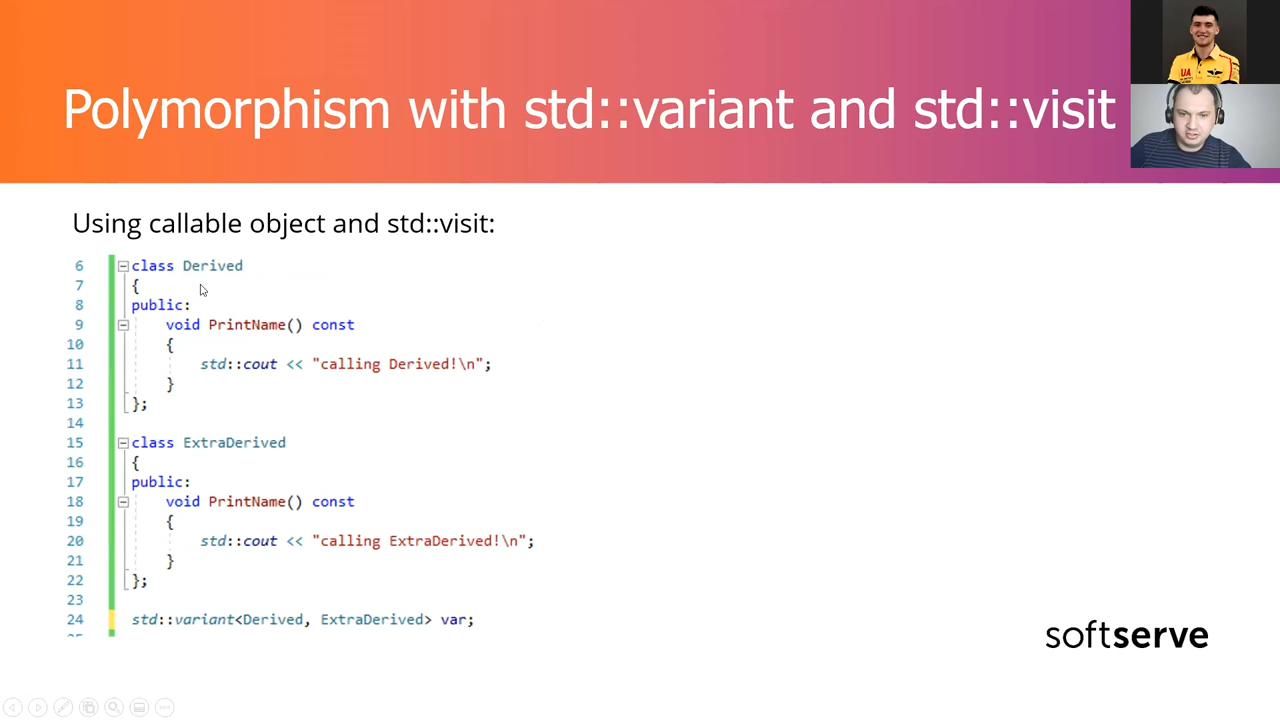 Polymorphism with std::variant and std::visit
UA
Using callable object and std::visit:
6 class Derived
7 {
8 public:
9 void PrintName() const
10 {
11 std::cout << "calling Derived!\n";
12 }
13 };
14
15 class ExtraDerived
16 {
17 public:
18 void PrintName() const
19 {
20 std::cout << "calling ExtraDerived!\n";
21 }
22 };
23
24 std::variant<Derived, ExtraDerived> var;
softserve